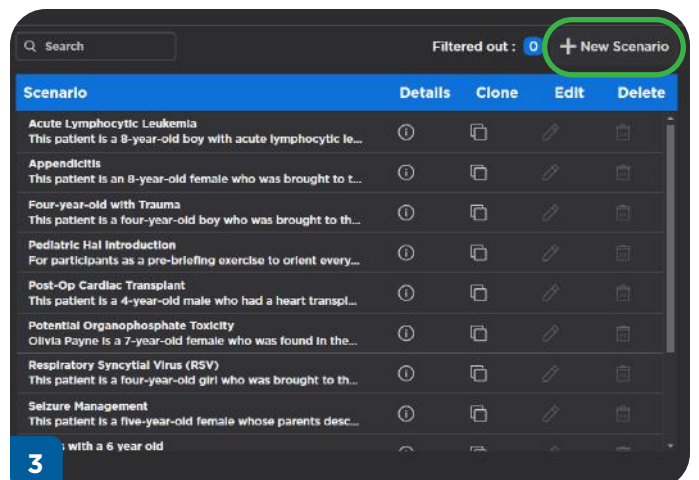 Search
Filtered out : 0
New Scenario
Scenario Details Clone Edit Delete
Acute Lymphocytic Leukemia
This patient is a 8-year-old boy with acute lymphocytic le...
Appendicitis
This patient is an 8-year-old female who was brought to t...
Four-year-old with Trauma
This patient is a four-year-old boy who was brought to th...
Pediatric Hal Introduction
For participants as a pre-briefing exercise to orient every...
Post-Op Cardiac Transplant
This patient is a 4-year-old male who had a heart transpl...
Potential Organophosphate Toxicity
Olivia Payne is a 7-year-old female who was found in the...
Respiratory Syncytial Virus (RSV)
This patient is a four-year-old girl who was brought to th...
Seizure Management
This patient is a five-year-old female whose parents desc...
with a 6 year old
3